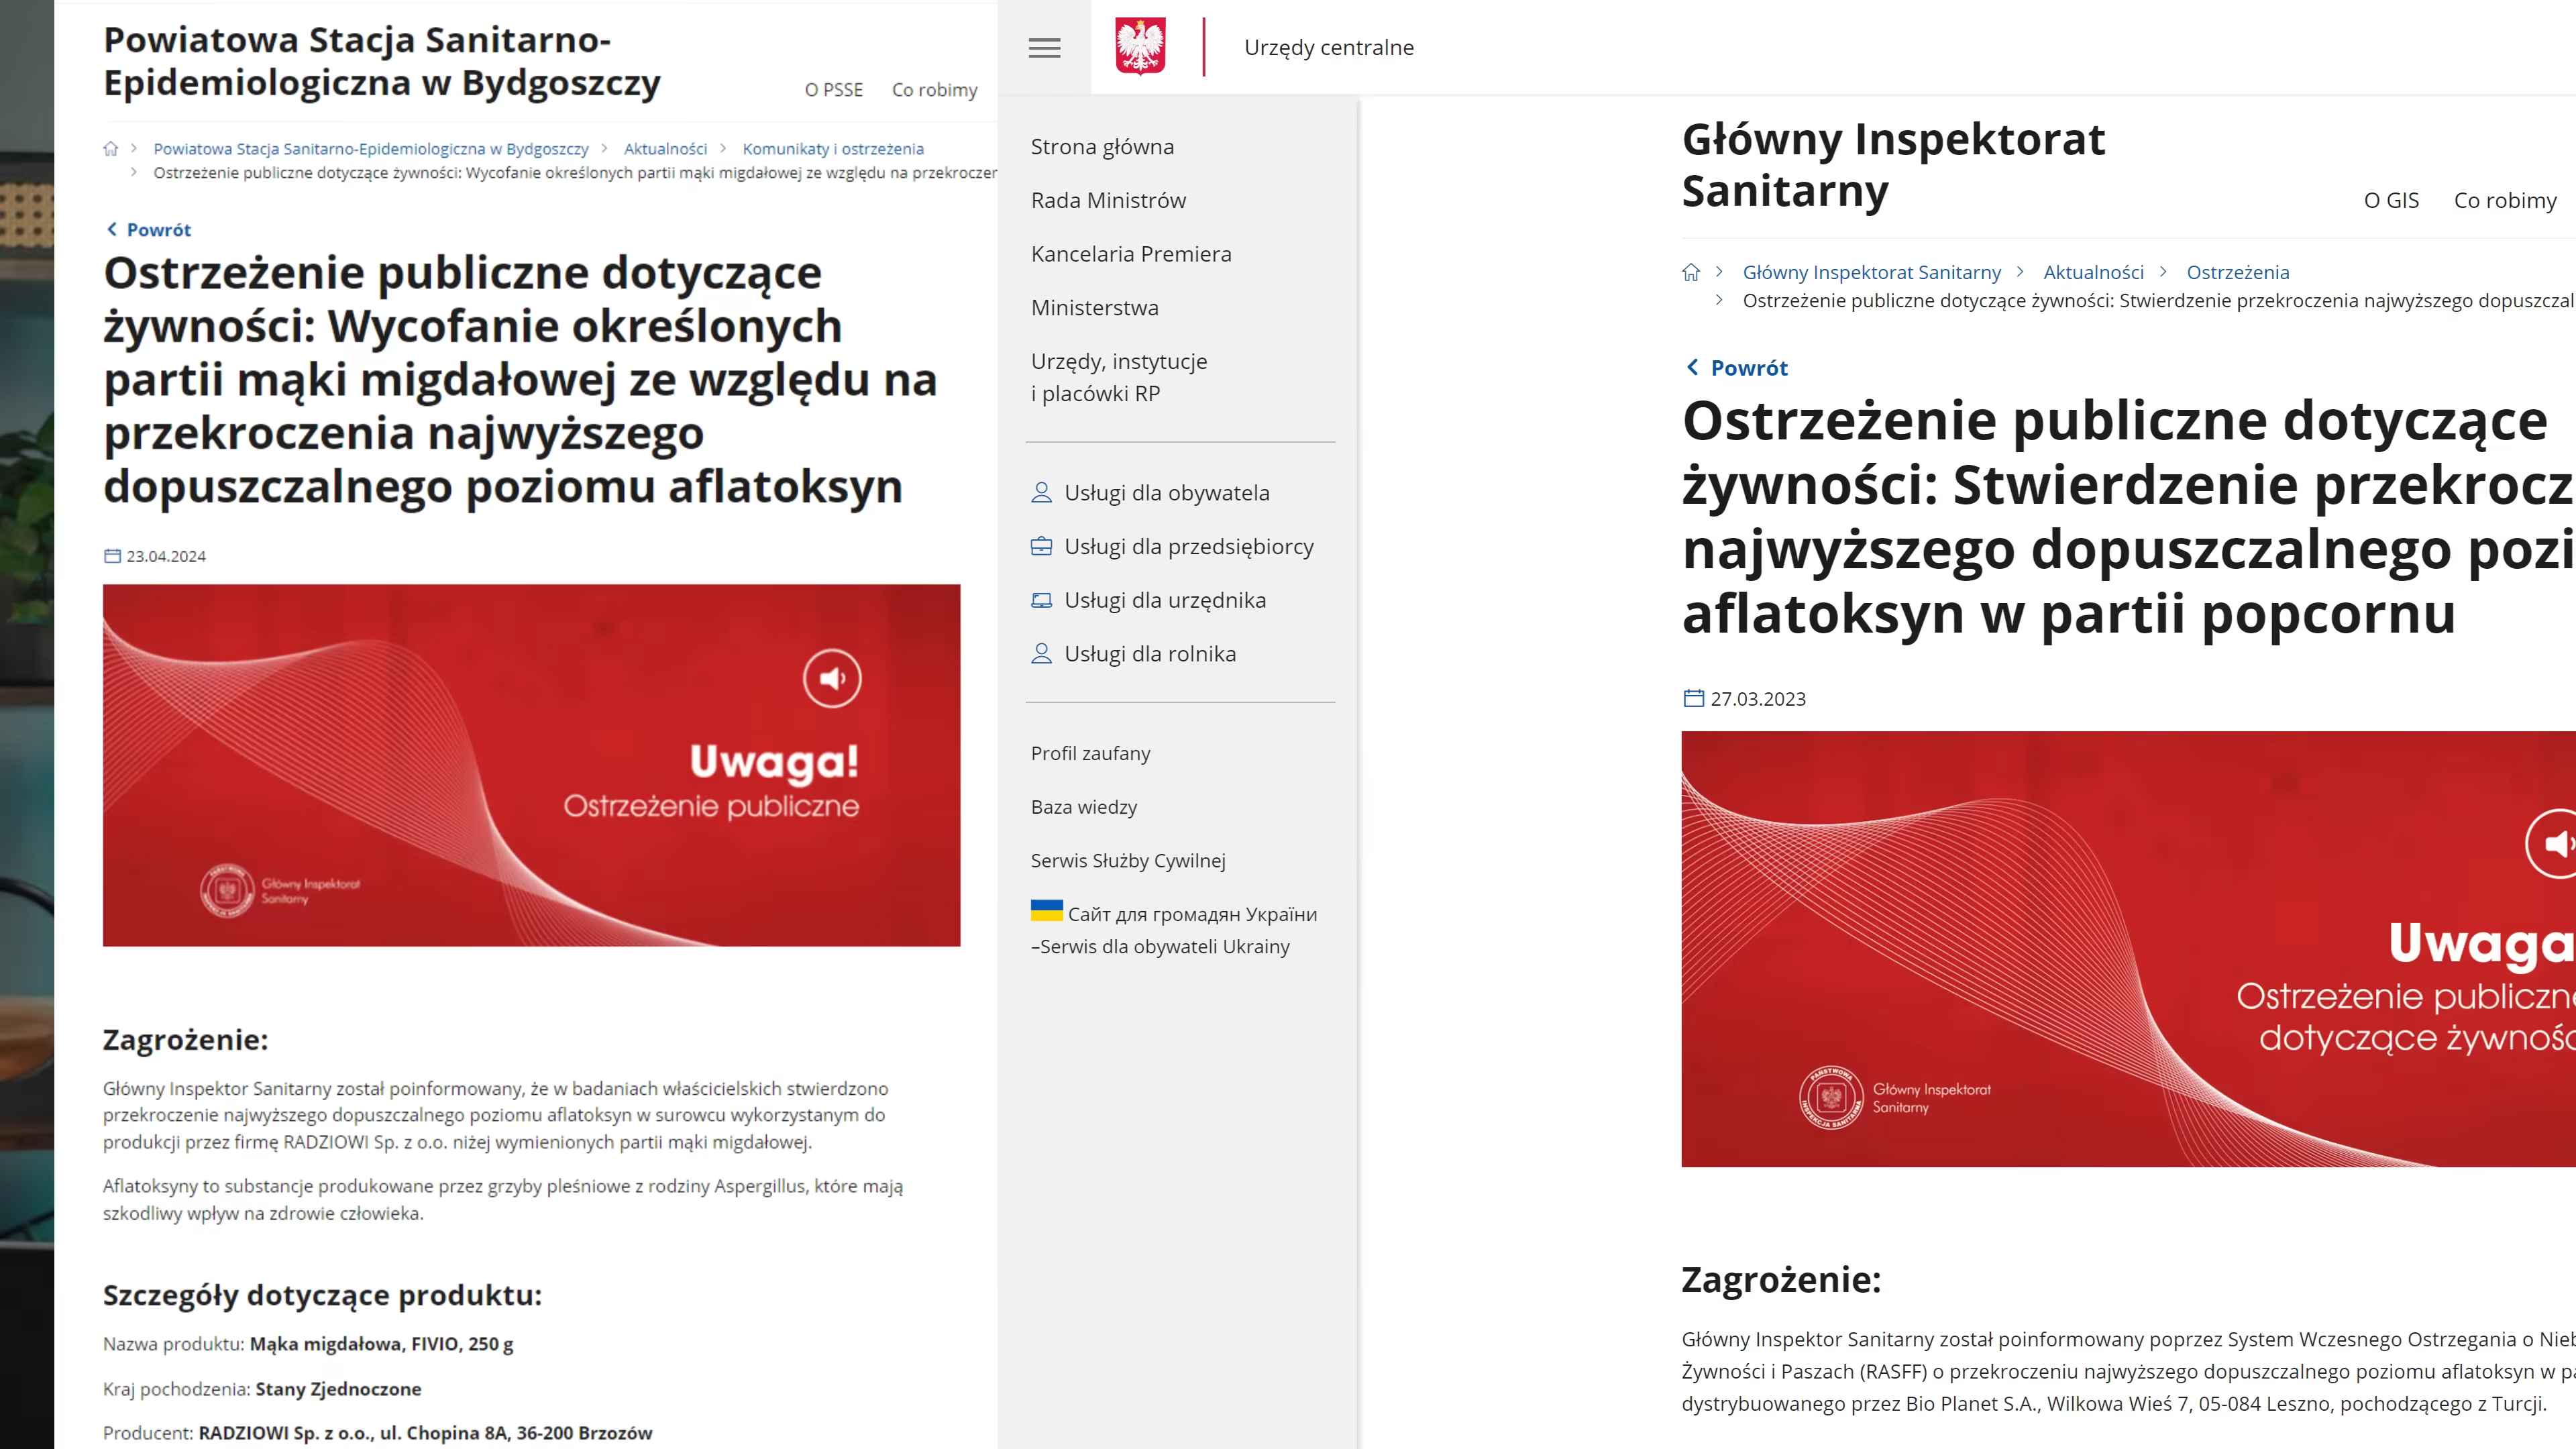 Powiatowa Stacja Sanitarno-
Epidemiologiczna w Bydgoszczy
O PSSE
Co robimy
Powiatowa Stacja Sanitarno-Epidemiologiczna w Bydgoszczy
Aktualności
Komunikaty i ostrzeżenia
Ostrzeżenie publiczne dotyczące żywności: Wycofanie określonych partii mąki migdałowej ze względu na
Powrót
Ostrzeżenie publiczne dotyczące
żywności: Wycofanie określonych
partii mąki migdałowej ze względu na
przekroczenia najwyższego
dopuszczalnego poziomu aflatoksyn
23.04.2024
Uwaga!
Ostrzeżenie publiczne
Główny Inspektorat
Sanitarny
Zagrożenie:
Główny Inspektor Sanitarny został poinformowany, że w badaniach właścicielskich stwierdzono
przekroczenie najwyższego dopuszczalnego poziomu aflatoksyn w surowcu wykorzystanym do
produkcji przez firmę RADZIOWI Sp. z o.o. niżej wymienionych partii mąki migdałowej.
Aflatoksyny to substancje produkowane przez grzyby pleśniowe z rodziny Aspergillus, które mają
szkodliwy wpływ na zdrowie człowieka.
Szczegóły dotyczące produktu:
Nazwa produktu: Mąka migdałowa, FIVIO, 250 g
Kraj pochodzenia: Stany Zjednoczone
Producent: RADZIOWI Sp. z o.o., ul. Chopina 8A, 36-200 Brzozów
Urzędy centralne
Strona główna
Rada Ministrów
Kancelaria Premiera
Ministerstwa
Urzędy, instytucje
i placówki RP
Usługi dla obywatela
Usługi dla przedsiębiorcy
Usługi dla urzędnika
Usługi dla rolnika
Profil zaufany
Baza wiedzy
Serwis Służby Cywilnej
Сайт для громадян України
–Serwis dla obywateli Ukrainy
Główny Inspektorat
Sanitarny
O GIS
Co robimy
Główny Inspektorat Sanitarny
Aktualności
Ostrzeżenia
Ostrzeżenie publiczne dotyczące żywności: Stwierdzenie przekroczenia najwyższego
Powrót
Ostrzeżenie publiczne dotyczące
żywności: Stwierdzenie
najwyższego dopuszczalnego
aflatoksyn w partii popcornu
27.03.2023
Uwaga
Ostrzeżenie
dotyczące
PAŃSTWOWA
INSPEKCJA SANITARNA
Główny Inspektorat
Sanitarny
Zagrożenie:
Główny Inspektor Sanitarny został poinformowany poprzez System Wczesnego Ostrzegania o
Żywności i Paszach (RASFF) o przekroczeniu najwyższego dopuszczalnego poziomu aflatoksyn w
dystrybuowanego przez Bio Planet S.A., Wilkowa Wieś 7, 05-084 Leszno, pochodzącego z Turcji.